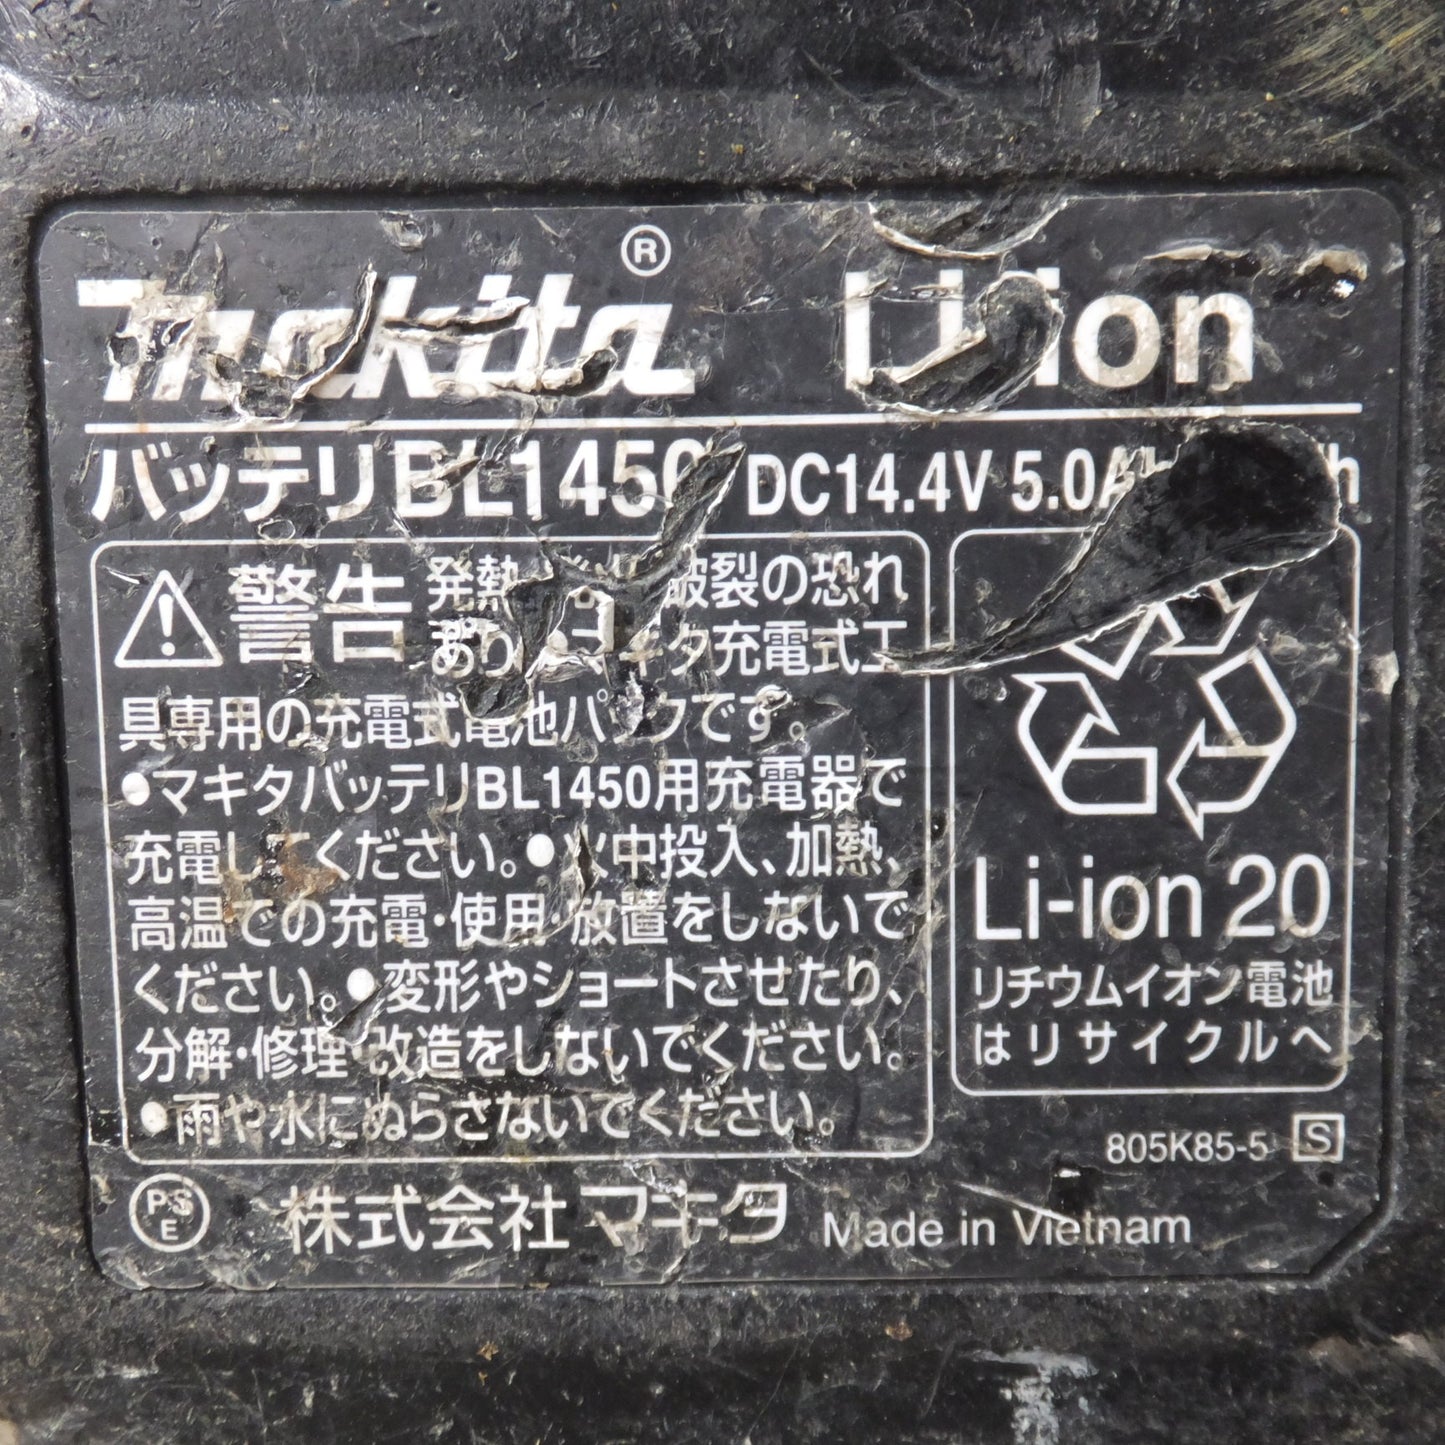 makita® Li-ion
バッテリBL1450 DC14.4V 5.0Ah
警告 発熱 破裂の恐れ
あり マキタ充電式工
具専用の充電式電池パックです。
●マキタバッテリBL1450用充電器で
充電してください。●火中投入、加熱、
高温での充電・使用・放置をしないで
ください。●変形やショートさせたり、
分解・修理・改造をしないでください。
●雨や水にぬらさないでください。
Li-ion 20
リチウムイオン電池
はリサイクルへ
805K85-5 S
PSE 株式会社マキタ Made in Vietnam